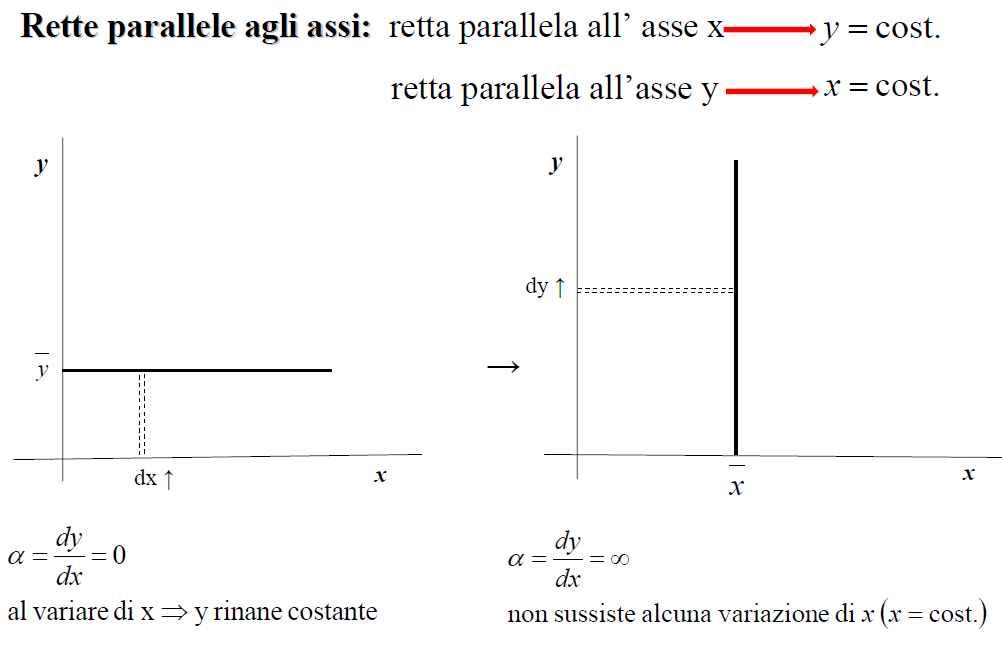 Rette parallele agli assi: retta parallela all' asse x y = cost.
retta parallela all'asse y x = cost.
y
y̅
dx ↑
x
→
y
dy ↑
x̅
x
α = dy/dx = 0
al variare di x ⇒ y rinane costante
α = dy/dx = ∞
non sussiste alcuna variazione di x (x = cost.)